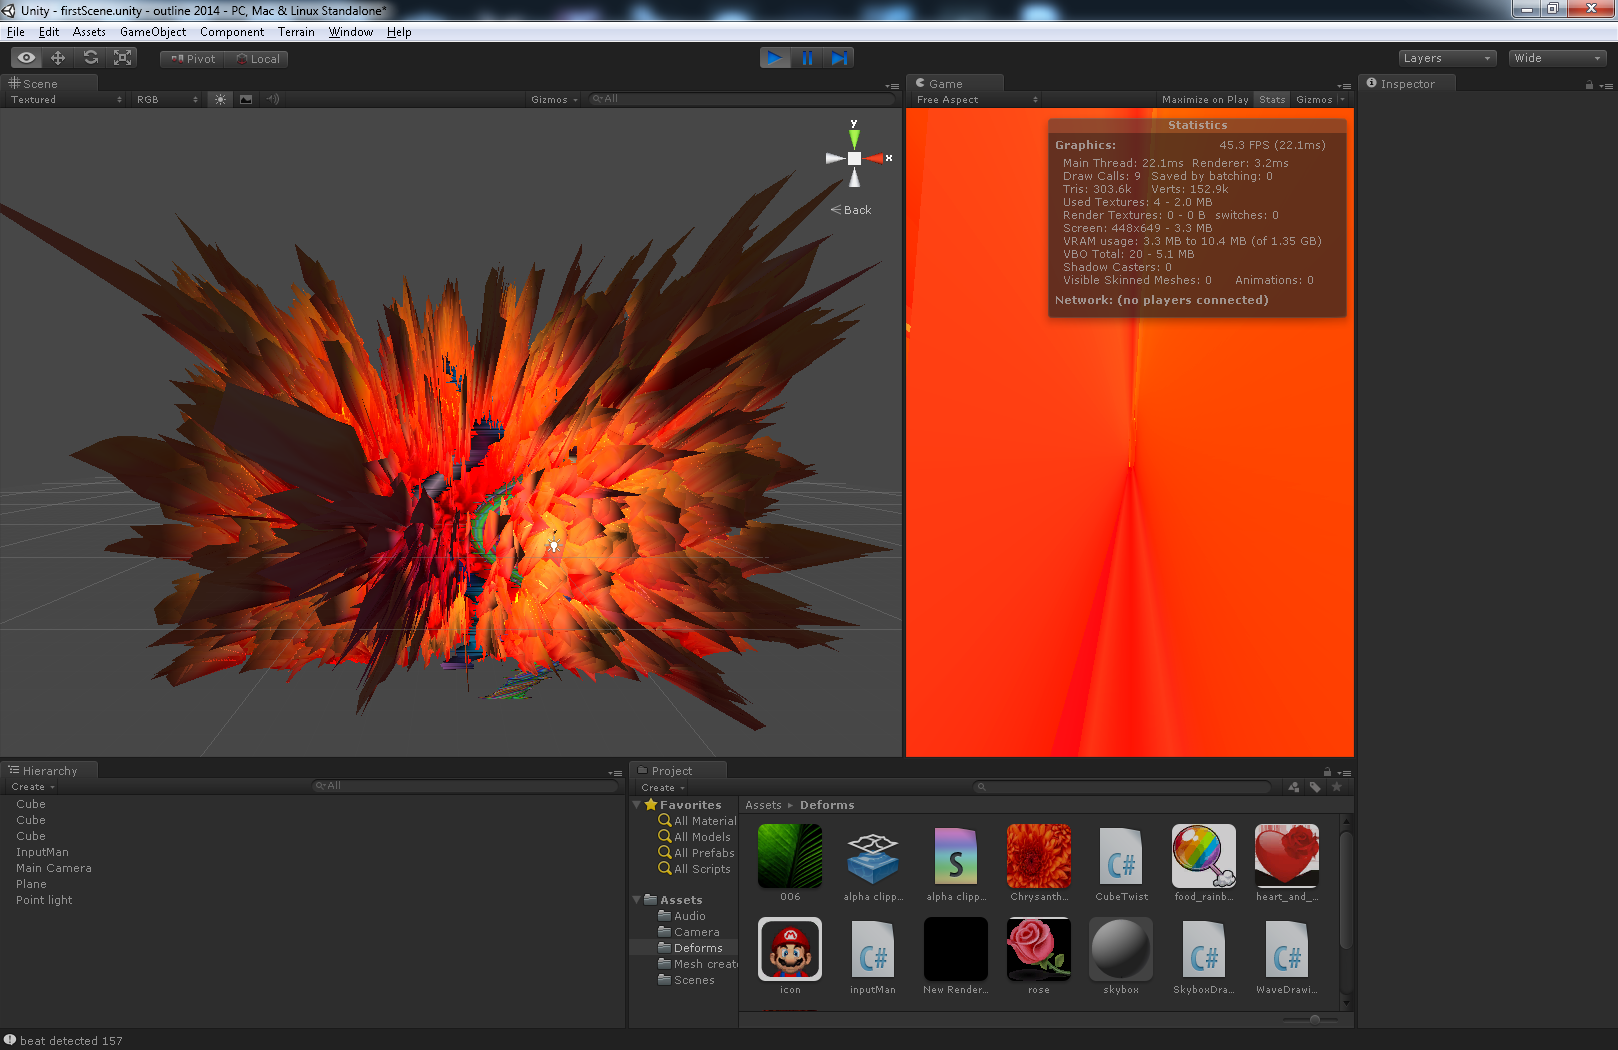 Unity - firstScene.unity - outline 2014 - PC, Mac & Linux Standalone*
File Edit Assets GameObject Component Terrain Window Help
Pivot Local Layers Wide
Scene
Textured RGB Gizmos All
y
x
Back
Game
Free Aspect Maximize on Play Stats Gizmos
Statistics
Graphics: 45.3 FPS (22.1ms)
Main Thread: 22.1ms Renderer: 3.2ms
Draw Calls: 9 Saved by batching: 0
Tris: 303.6k Verts: 152.9k
Used Textures: 4 - 2.0 MB
Render Textures: 0 - 0 B switches: 0
Screen: 448x649 - 3.3 MB
VRAM usage: 3.3 MB to 10.4 MB (of 1.35 GB)
VBO Total: 20 - 5.1 MB
Shadow Casters: 0
Visible Skinned Meshes: 0 Animations: 0
Network: (no players connected)
Inspector
Hierarchy
Create All
Cube
Cube
Cube
InputMan
Main Camera
Plane
Point light
Project
Create
Favorites
All Material
All Models
All Prefabs
All Scripts
Assets
Audio
Camera
Deforms
Mesh creat
Scenes
Assets Deforms
S C#
006 alpha clipp... alpha clipp... Chrysanth... CubeTwist food_rainb... heart_and_...
M C# C# C#
icon inputMan New Render... rose skybox SkyboxDra... WaveDrawi...
beat detected 157